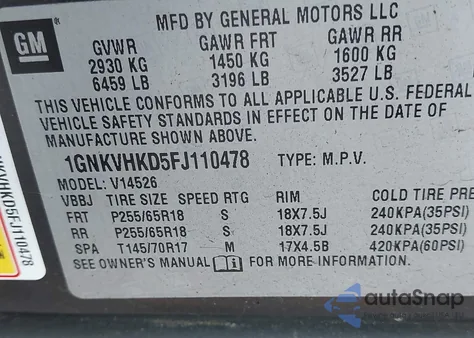 MFD BY GENERAL MOTORS LLC
GM
GVWR GAWR FRT GAWR RR
2930 KG 1450 KG 1600 KG
6459 LB 3196 LB 3527 LB
THIS VEHICLE CONFORMS TO ALL APPLICABLE U.S. FEDERAL
VEHICLE SAFETY STANDARDS IN EFFECT ON THE DATE OF
MANUFACTURE SHOWN ABOVE.
1GNKVHKD5FJ110478 TYPE: M.P.V.
MODEL: V14526
VBBJ TIRE SIZE SPEED RTG RIM COLD TIRE PRE
FRT P255/65R18 S 18X7.5J 240KPA(35PSI)
RR P255/65R18 S 18X7.5J 240KPA(35PSI)
SPA T145/70R17 M 17X4.5B 420KPA(60PSI)
SEE OWNER'S MANUAL FOR MORE INFORMATION.
KVHKD5FJ110478
autoSnap